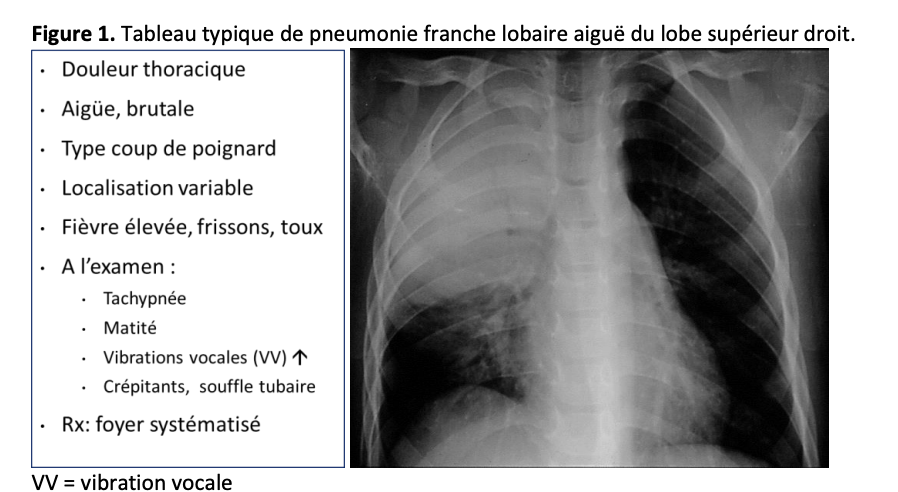 Figure 1. Tableau typique de pneumonie franche lobaire aiguë du lobe supérieur droit.
· Douleur thoracique
· Aigüe, brutale
· Type coup de poignard
· Localisation variable
· Fièvre élevée, frissons, toux
· A l’examen :
· Tachypnée
· Matité
· Vibrations vocales (VV) ↑
· Crépitants, souffle tubaire
· Rx: foyer systématisé
VV = vibration vocale